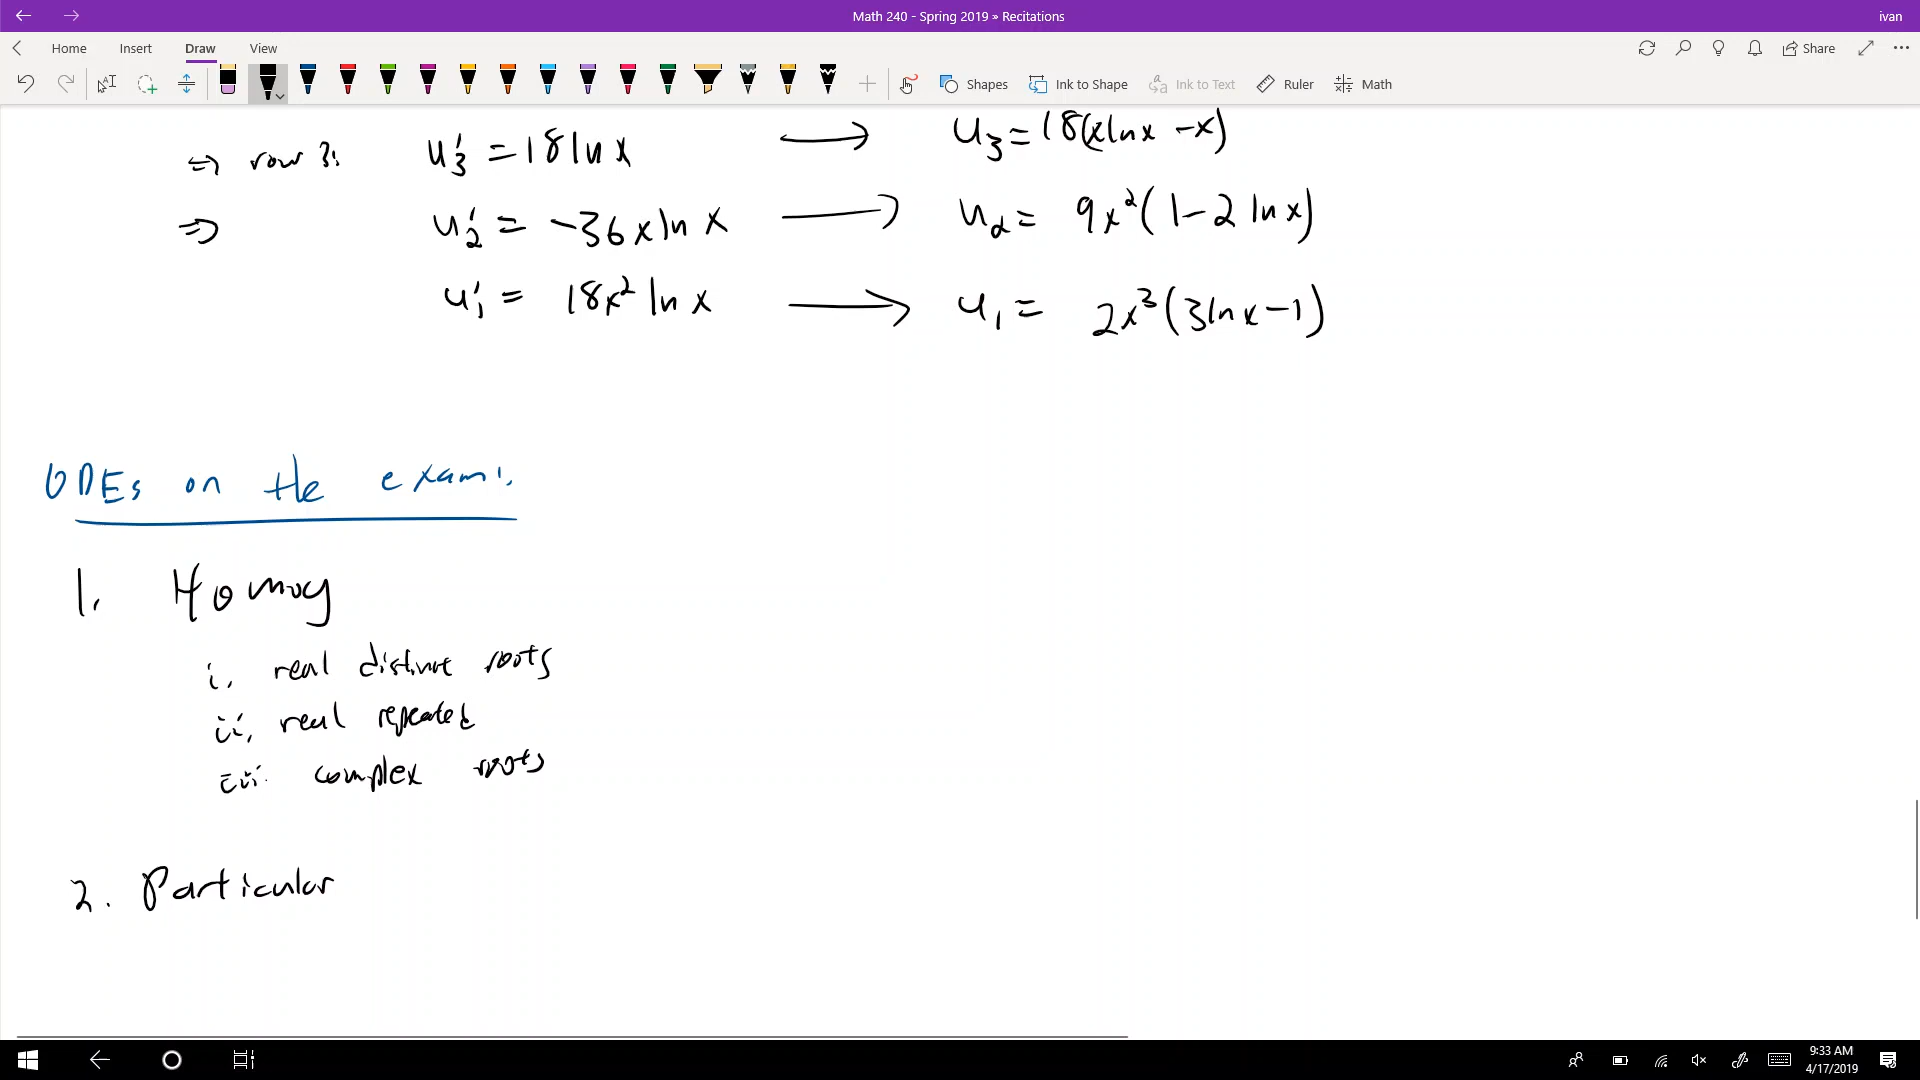 Math 240 - Spring 2019 » Recitations
ivan
Home Insert Draw View
Share
Shapes Ink to Shape Ink to Text Ruler Math
⇒ row 3: u₃' = 18 ln x ⟶ u₃ = 18(x ln x − x)
⇒ u₂' = −36 x ln x ⟶ u₂ = 9x²(1 − 2 ln x)
u₁' = 18x² ln x ⟶ u₁ = 2x³(3 ln x − 1)
ODEs on the exam:
1. Homog
i. real distinct roots
ii. real repeated
iii. complex roots
2. Particular
9:33 AM
4/17/2019